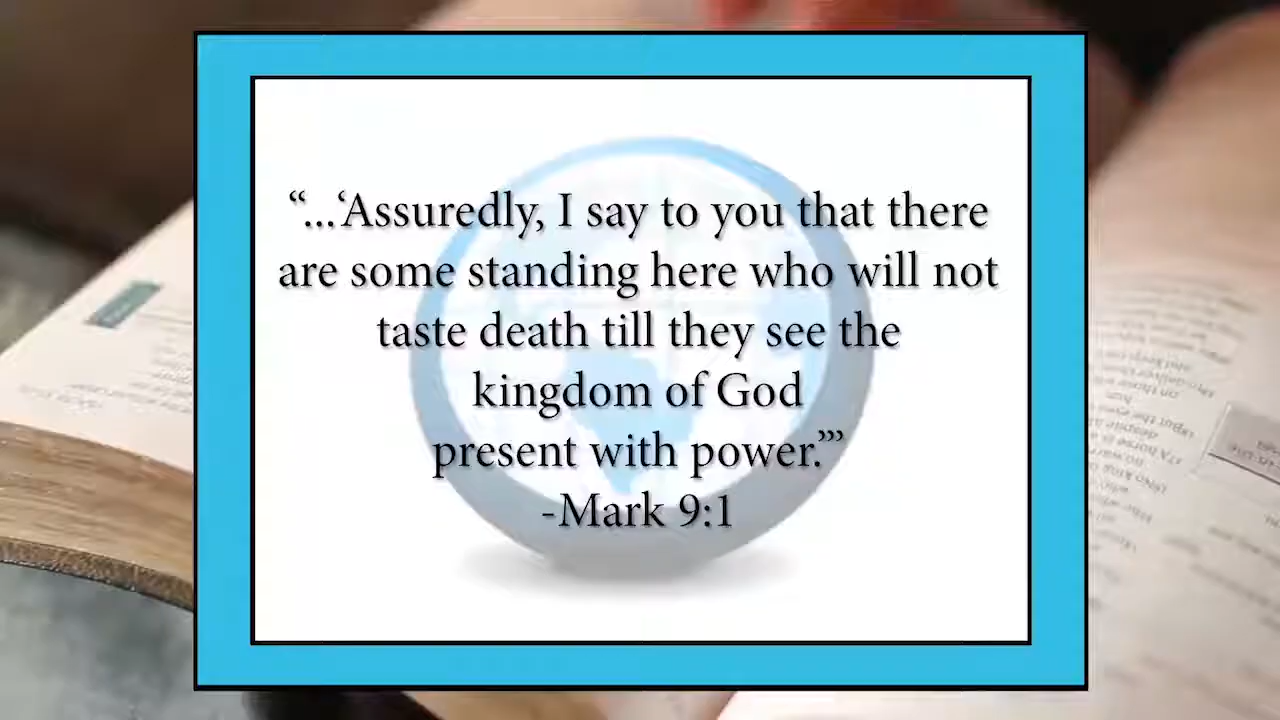 “...‘Assuredly, I say to you that there
are some standing here who will not
taste death till they see the
kingdom of God
present with power.’”
-Mark 9:1